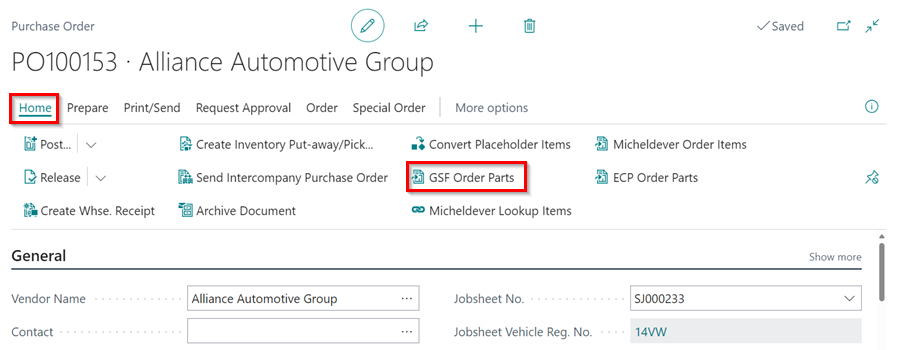 Purchase Order
Saved
PO100153 · Alliance Automotive Group
Home Prepare Print/Send Request Approval Order Special Order More options
Post... Create Inventory Put-away/Pick... Convert Placeholder Items Micheldever Order Items
Release Send Intercompany Purchase Order GSF Order Parts ECP Order Parts
Create Whse. Receipt Archive Document Micheldever Lookup Items
General Show more
Vendor Name Alliance Automotive Group ... Jobsheet No. SJ000233
Contact ... Jobsheet Vehicle Reg. No. 14VW